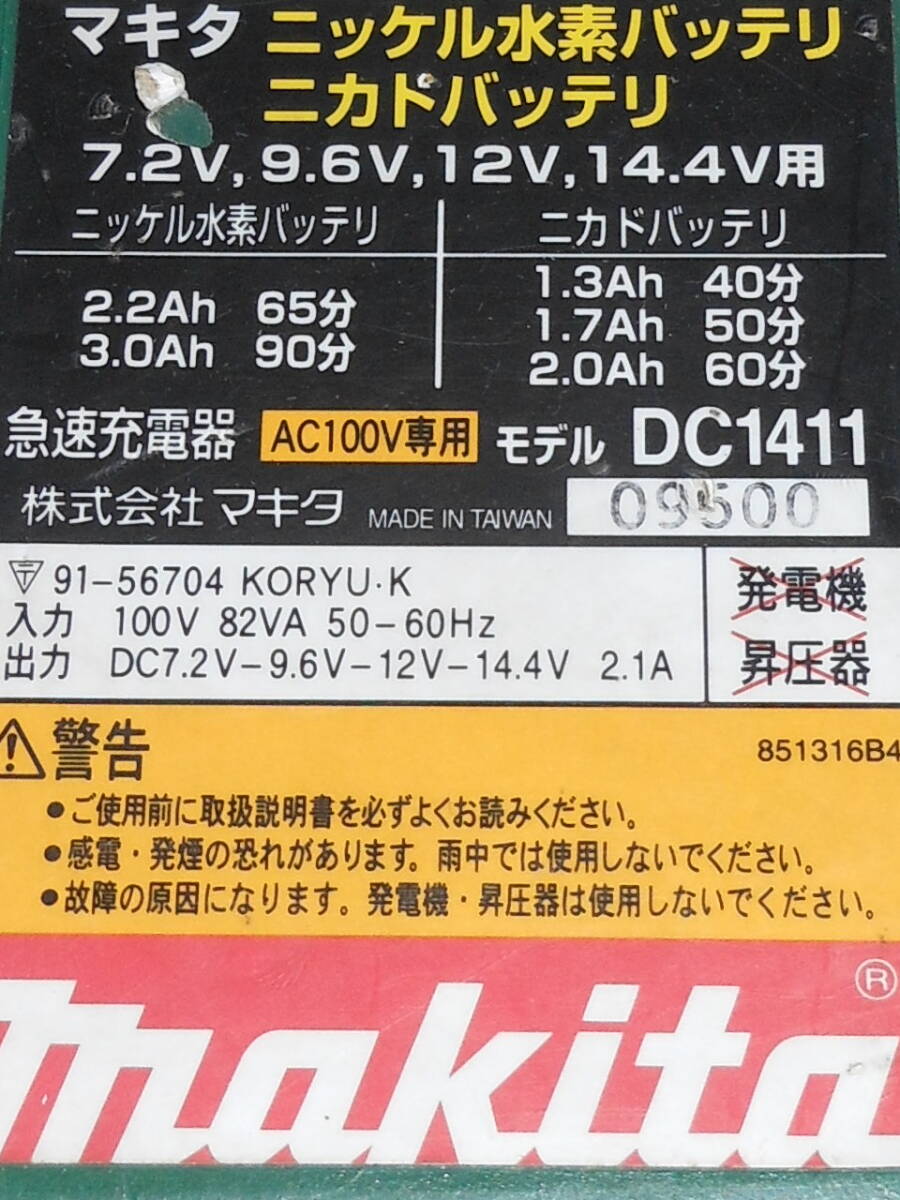 マキタ ニッケル水素バッテリ
ニカドバッテリ
7.2V,9.6V,12V,14.4V用
ニッケル水素バッテリ ニカドバッテリ
2.2Ah 65分
3.0Ah 90分
1.3Ah 40分
1.7Ah 50分
2.0Ah 60分
急速充電器 AC100V専用 モデル DC1411
株式会社 マキタ MADE IN TAIWAN
91-56704 KORYU・K
入力 100V 82VA 50-60Hz
出力 DC7.2V-9.6V-12V-14.4V 2.1A
発電機
昇圧器
警告 851316B4
●ご使用前に取扱説明書を必ずよくお読みください。
●感電・発煙の恐れがあります。雨中では使用しないでください。
●故障の原因になります。発電機・昇圧器は使用しないでください。
makita®